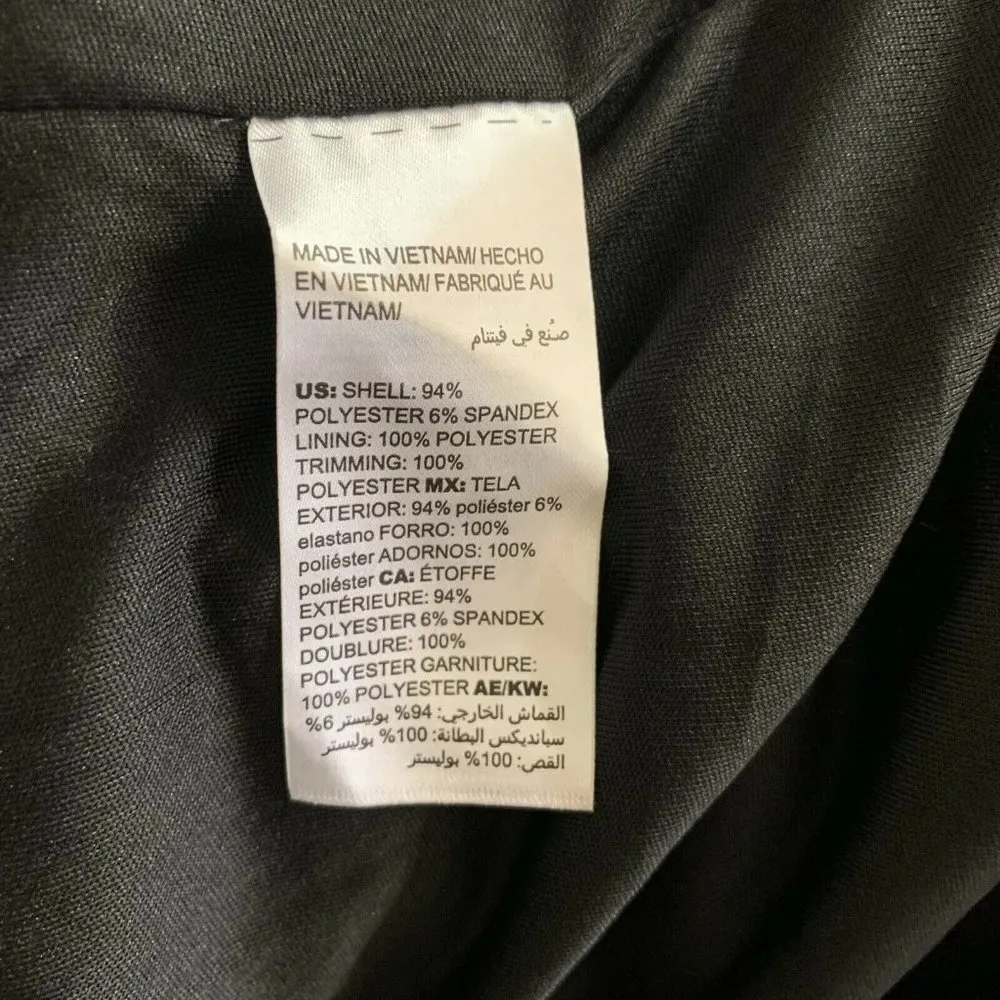 MADE IN VIETNAM/ HECHO
EN VIETNAM/ FABRIQUÉ AU
VIETNAM/
صُنع في فيتنام
US: SHELL: 94%
POLYESTER 6% SPANDEX
LINING: 100% POLYESTER
TRIMMING: 100%
POLYESTER MX: TELA
EXTERIOR: 94% poliéster 6%
elastano FORRO: 100%
poliéster ADORNOS: 100%
poliéster CA: ÉTOFFE
EXTÉRIEURE: 94%
POLYESTER 6% SPANDEX
DOUBLURE: 100%
POLYESTER GARNITURE:
100% POLYESTER AE/KW:
القماش الخارجي: 94% بوليستر 6%
سبانديكس البطانة: 100% بوليستر
القص: 100% بوليستر